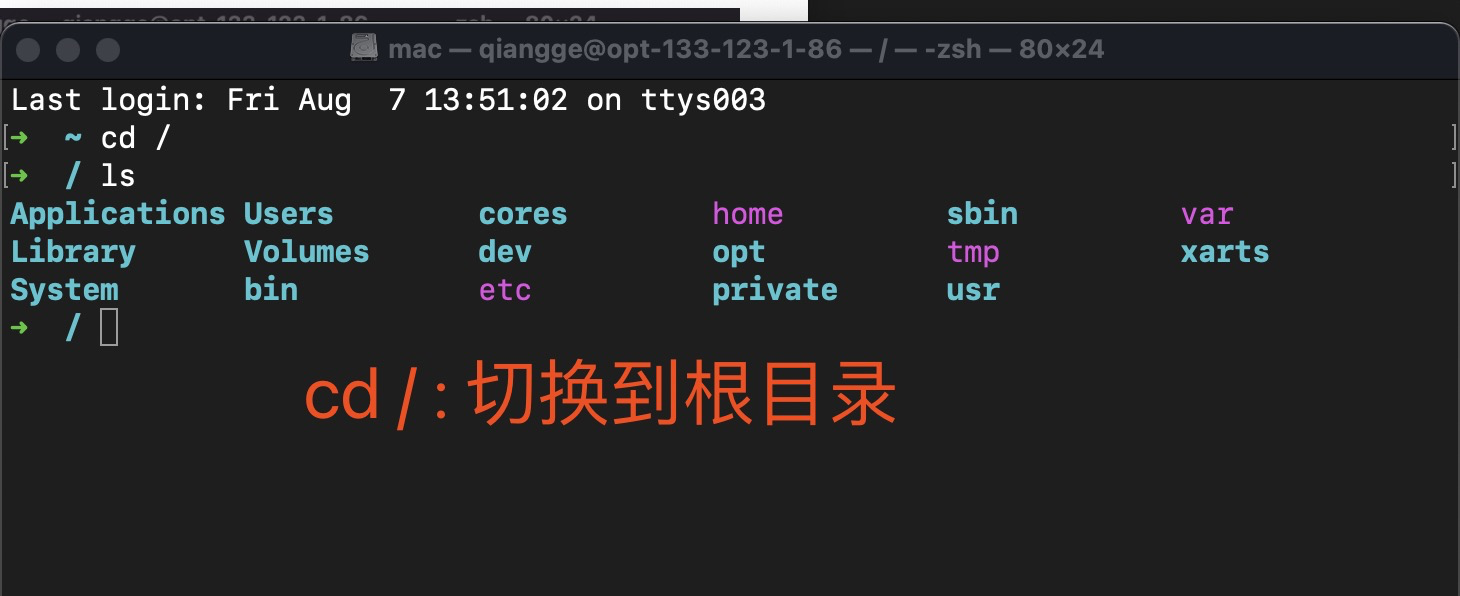 mac — qiangge@opt-133-123-1-86 — / — -zsh — 80×24
Last login: Fri Aug  7 13:51:02 on ttys003
[➜  ~ cd /]
[➜  / ls]
Applications Users cores home sbin var
Library Volumes dev opt tmp xarts
System bin etc private usr
➜  /
cd / : 切换到根目录